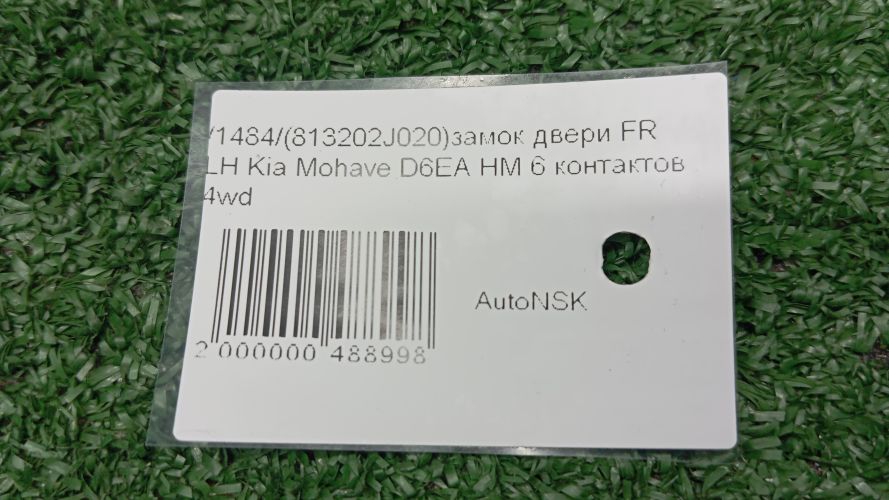 /1484/(813202J020)замок двери FR
LH Kia Mohave D6EA HM 6 контактов
4wd
AutoNSK
2 000000 488998